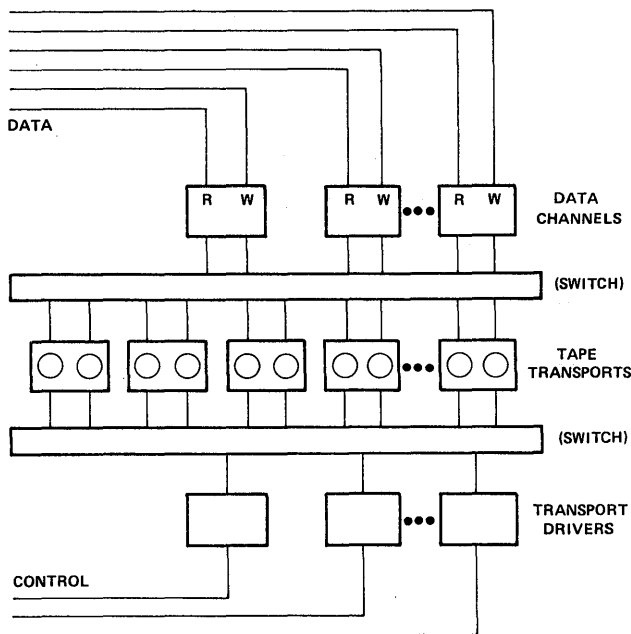 DATA
R W
R W
R W
DATA
CHANNELS
(SWITCH)
TAPE
TRANSPORTS
(SWITCH)
TRANSPORT
DRIVERS
CONTROL